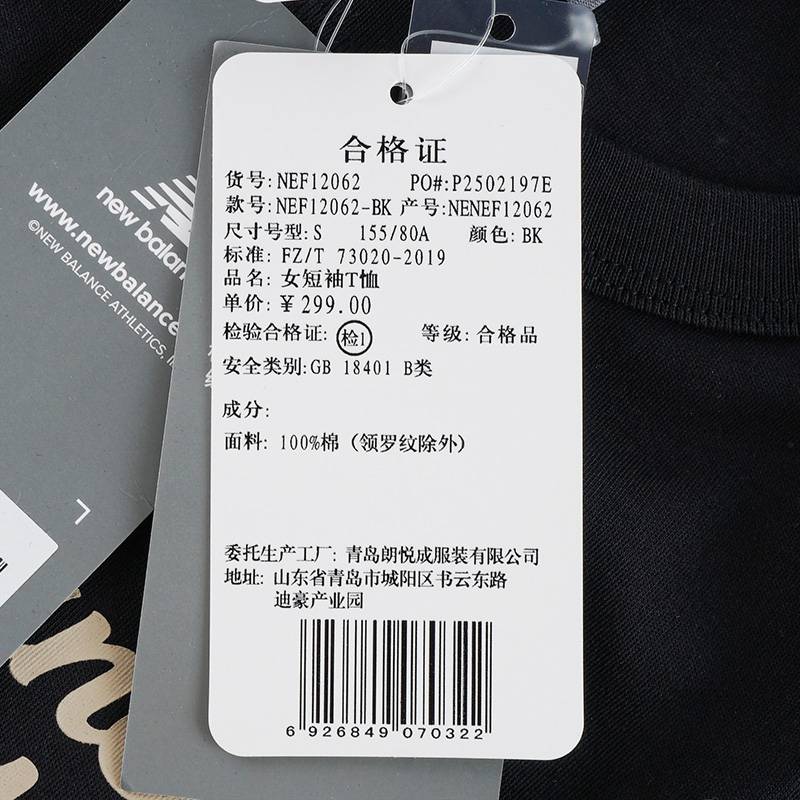 合格证
货号: NEF12062 PO#:P2502197E
款号: NEF12062-BK 产号: NENEF12062
尺寸号型: S 155/80A 颜色: BK
标准: FZ/T 73020-2019
品名: 女短袖T恤
单价: ¥ 299.00
检验合格证: 检1 等级: 合格品
安全类别: GB 18401 B类
成分:
面料: 100%棉 (领罗纹除外)
委托生产工厂: 青岛朗悦成服装有限公司
地址: 山东省青岛市城阳区书云东路
迪豪产业园
6 926849 070322
new balan
www.newbalance
©NEW BALANCE ATHLETICS, I